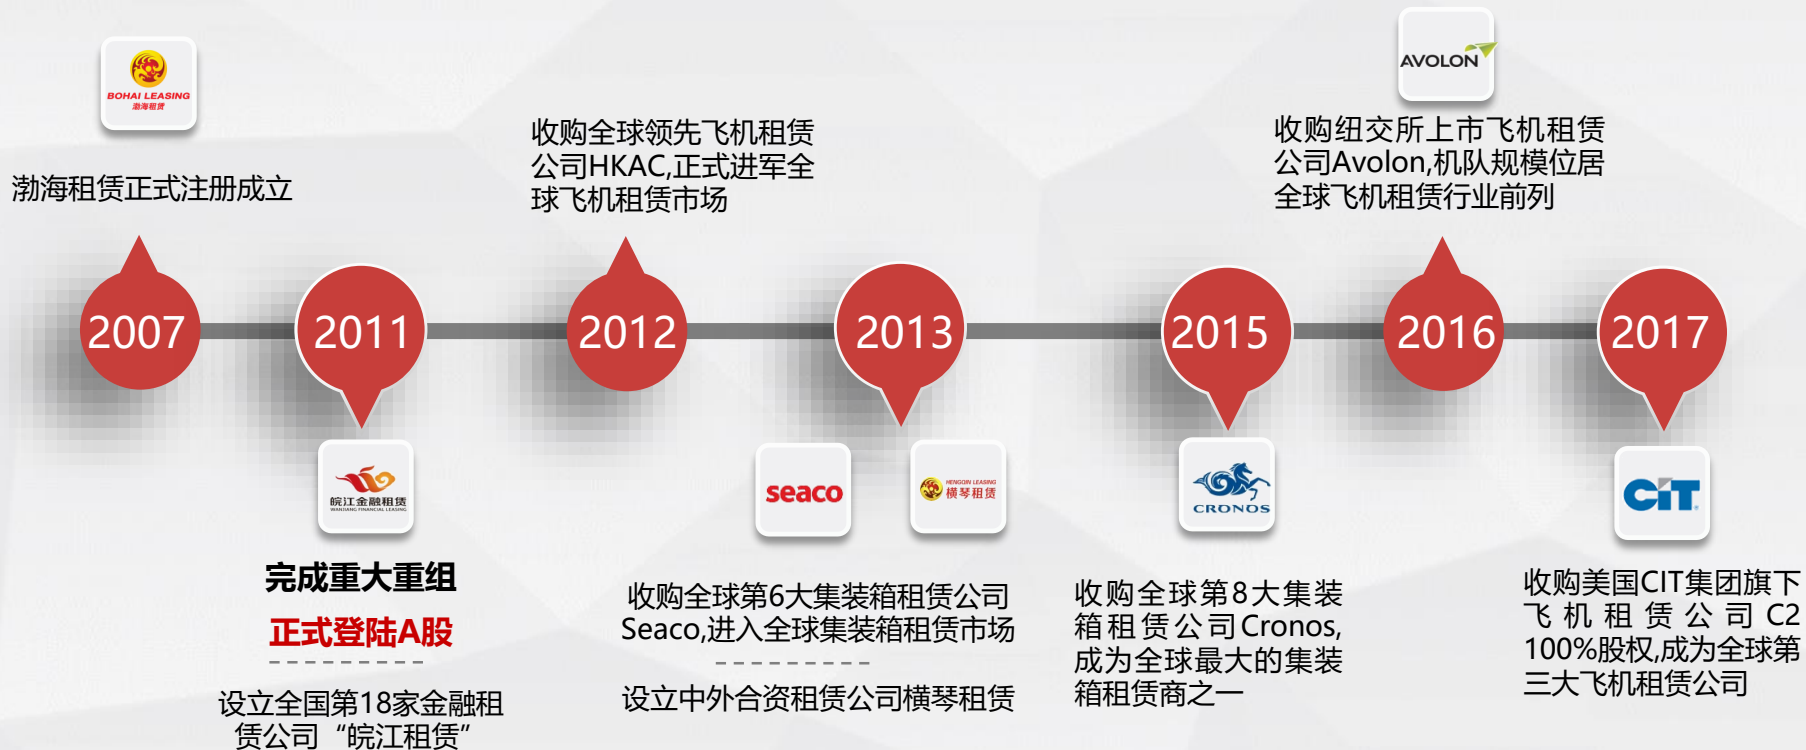 BOHAI LEASING
渤海租赁
渤海租赁正式注册成立
2007
2011
皖江金融租赁
WANJIANG FINANCIAL LEASING
完成重大重组
正式登陆A股
设立全国第18家金融租
赁公司“皖江租赁”
收购全球领先飞机租赁
公司HKAC,正式进军全
球飞机租赁市场
2012
2013
seaco
HENGQIN LEASING
横琴租赁
收购全球第6大集装箱租赁公司
Seaco,进入全球集装箱租赁市场
设立中外合资租赁公司横琴租赁
2015
CRONOS
收购全球第8大集装
箱租赁公司Cronos,
成为全球最大的集装
箱租赁商之一
AVOLON
收购纽交所上市飞机租赁
公司Avolon,机队规模位居
全球飞机租赁行业前列
2016
2017
CIT
收购美国CIT集团旗下
飞机租赁公司C2
100%股权,成为全球第
三大飞机租赁公司